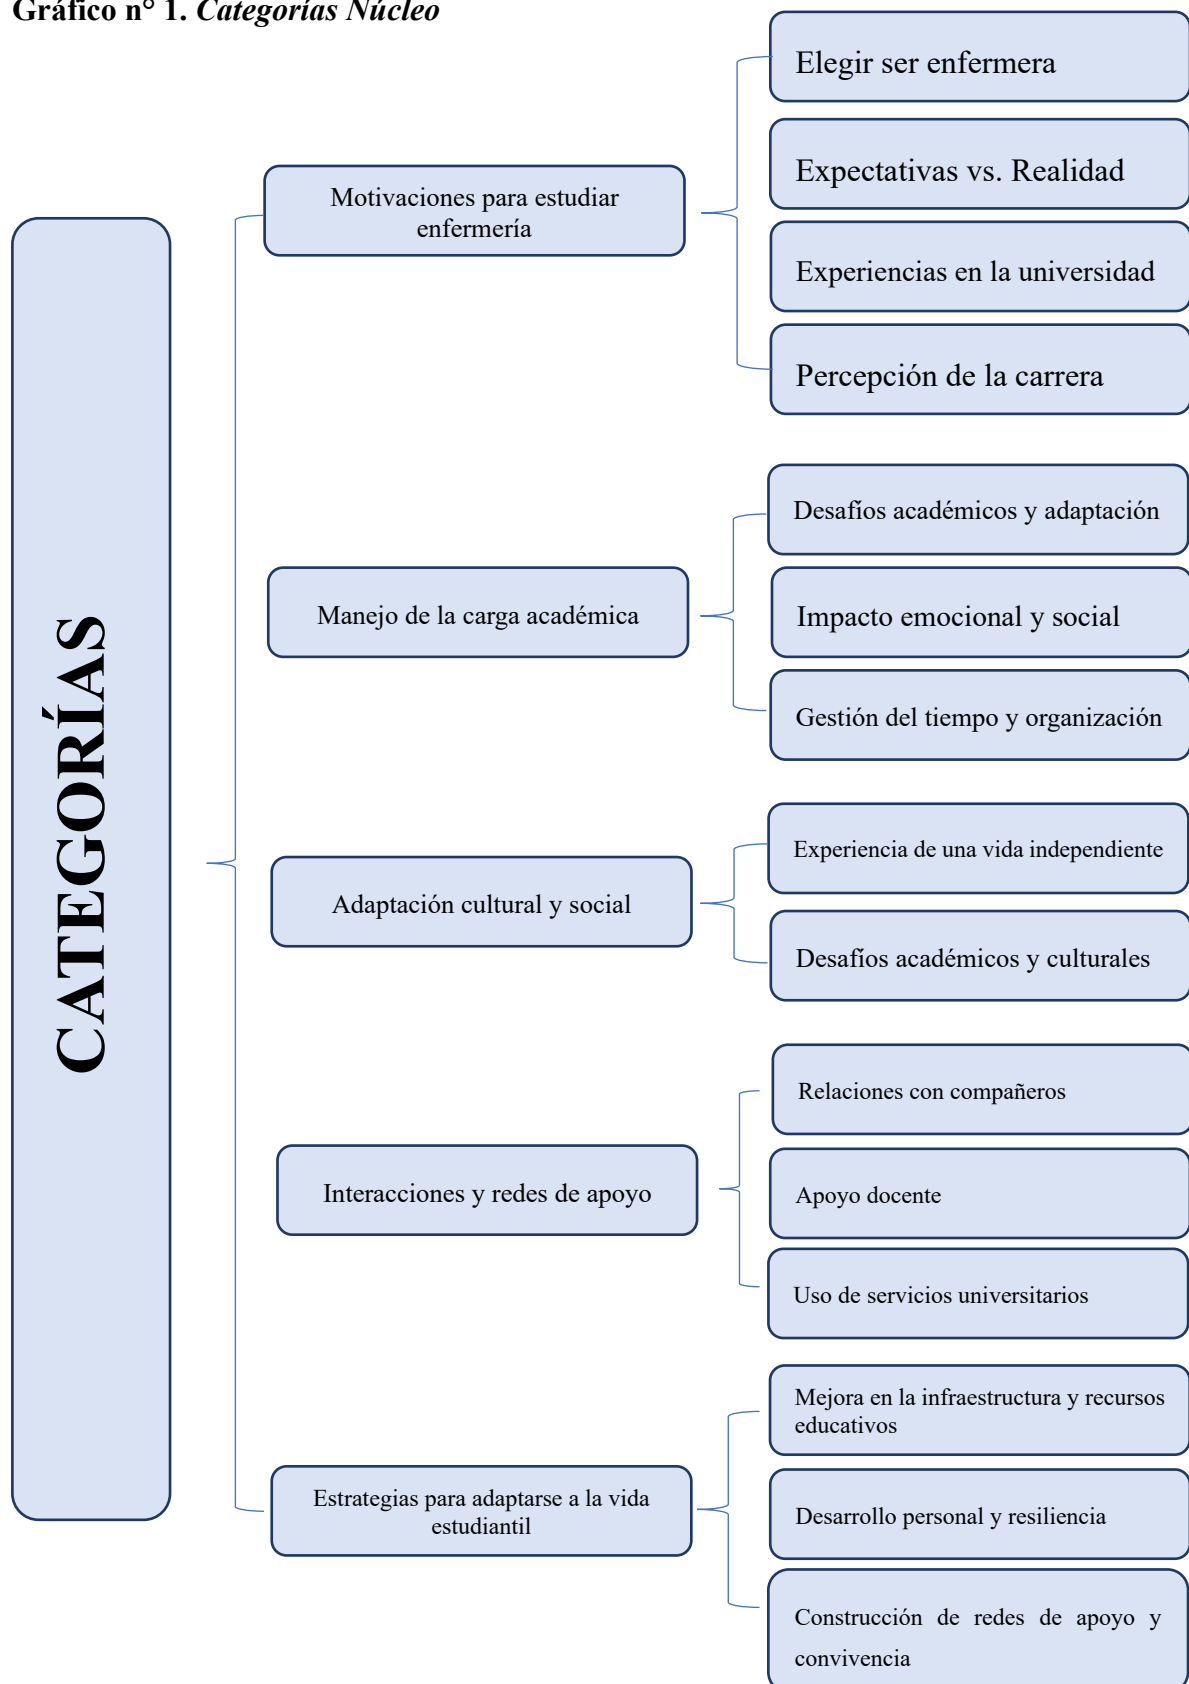 Gráfico n° 1. Categorías Núcleo
CATEGORÍAS
Motivaciones para estudiar
enfermería
Elegir ser enfermera
Expectativas vs. Realidad
Experiencias en la universidad
Percepción de la carrera
Manejo de la carga académica
Desafíos académicos y adaptación
Impacto emocional y social
Gestión del tiempo y organización
Adaptación cultural y social
Experiencia de una vida independiente
Desafíos académicos y culturales
Interacciones y redes de apoyo
Relaciones con compañeros
Apoyo docente
Uso de servicios universitarios
Estrategias para adaptarse a la vida
estudiantil
Mejora en la infraestructura y recursos
educativos
Desarrollo personal y resiliencia
Construcción de redes de apoyo y
convivencia